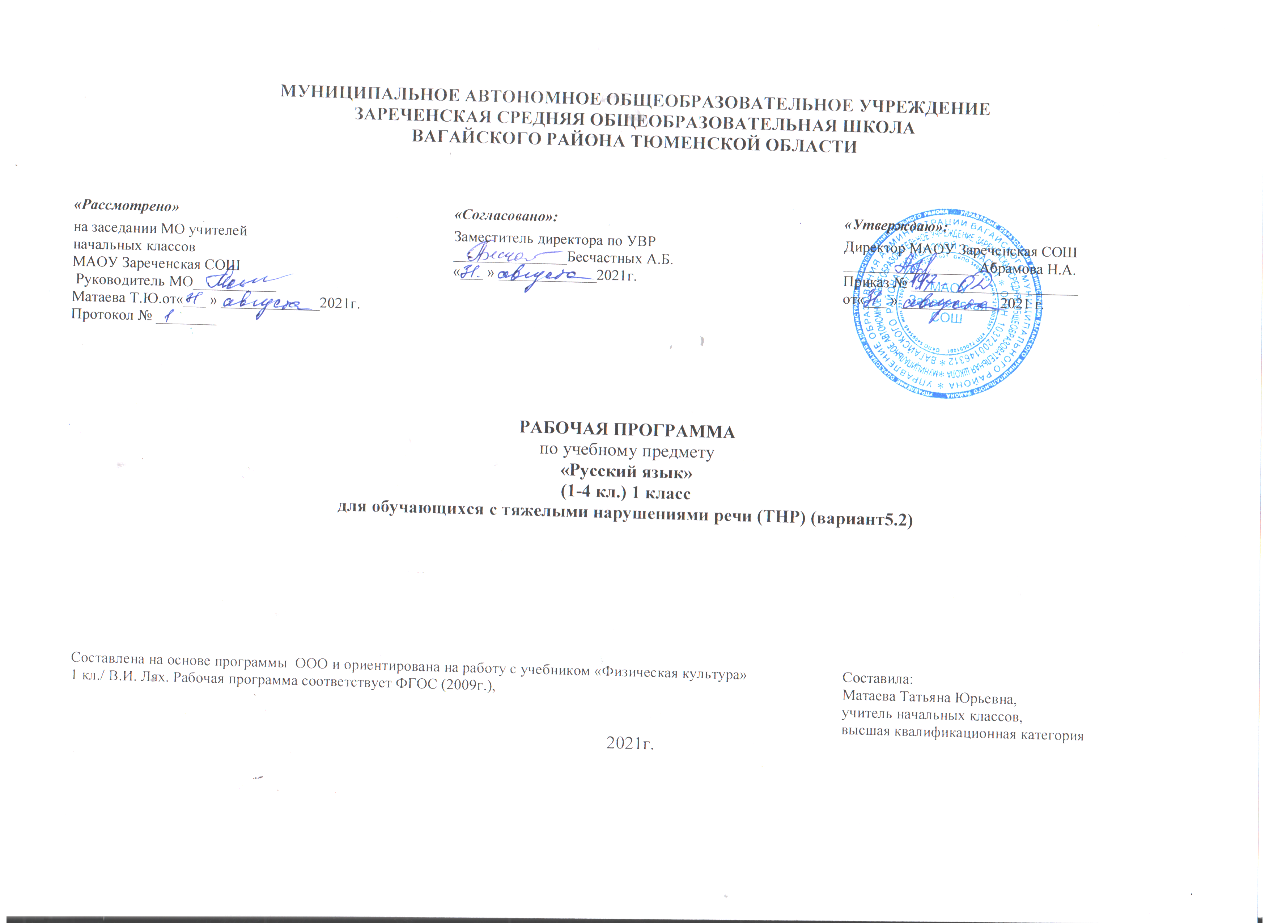 МУНИЦИПАЛЬНОЕ АВТОНОМНОЕ ОБЩЕОБРАЗОВАТЕЛЬНОЕ УЧРЕЖДЕНИЕ
ЗАРЕЧЕНСКАЯ СРЕДНЯЯ ОБЩЕОБРАЗОВАТЕЛЬНАЯ ШКОЛА
ВАГАЙСКОГО РАЙОНА ТЮМЕНСКОЙ ОБЛАСТИ
«Рассмотрено»
на заседании МО учителей
начальных классов
МАОУ Зареченская СОШ
Руководитель МО
Матаева Т.Ю.от« » августа 2021г.
Протокол № 1
«Согласовано»:
Заместитель директора по УВР
Бесчастных А.Б.
« » августа 2021г.
«Утверждаю»:
Директор МАОУ Зареченская СОШ
Абрамова Н.А.
Приказ №
от« » августа 2021 г.
РАБОЧАЯ ПРОГРАММА
по учебному предмету
«Русский язык»
(1-4 кл.) 1 класс
для обучающихся с тяжелыми нарушениями речи (ТНР) (вариант5.2)
Составлена на основе программы ООО и ориентирована на работу с учебником «Физическая культура»
1 кл./ В.И. Лях. Рабочая программа соответствует ФГОС (2009г.),
Составила:
Матаева Татьяна Юрьевна,
учитель начальных классов,
высшая квалификационная категория
2021г.